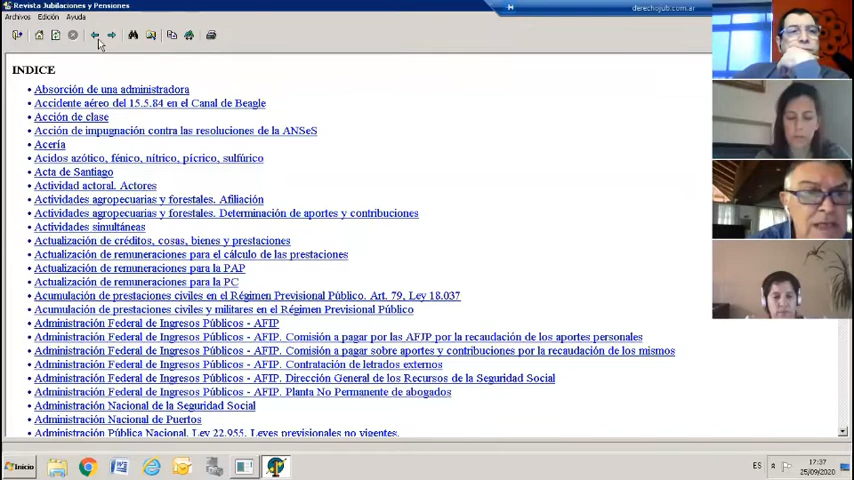 Revista Jubilaciones y Pensiones
derechojub.com.ar
Archivos Edición Ayuda
INDICE
• Absorción de una administradora
• Accidente aéreo del 15.5.84 en el Canal de Beagle
• Acción de clase
• Acción de impugnación contra las resoluciones de la ANSeS
• Acería
• Acidos azótico, fénico, nítrico, pícrico, sulfúrico
• Acta de Santiago
• Actividad actoral. Actores
• Actividades agropecuarias y forestales. Afiliación
• Actividades agropecuarias y forestales. Determinación de aportes y contribuciones
• Actividades simultáneas
• Actualización de créditos, cosas, bienes y prestaciones
• Actualización de remuneraciones para el cálculo de las prestaciones
• Actualización de remuneraciones para la PAP
• Actualización de remuneraciones para la PC
• Acumulación de prestaciones civiles en el Régimen Previsional Público. Art. 79, Ley 18.037
• Acumulación de prestaciones civiles y militares en el Régimen Previsional Público
• Administración Federal de Ingresos Públicos - AFIP
• Administración Federal de Ingresos Públicos - AFIP. Comisión a pagar por las AFJP por la recaudación de los aportes personales
• Administración Federal de Ingresos Públicos - AFIP. Comisión a pagar sobre aportes y contribuciones por la recaudación de los mismos
• Administración Federal de Ingresos Públicos - AFIP. Contratación de letrados externos
• Administración Federal de Ingresos Públicos - AFIP. Dirección General de los Recursos de la Seguridad Social
• Administración Federal de Ingresos Públicos - AFIP. Planta No Permanente de abogados
• Administración Nacional de la Seguridad Social
• Administración Nacional de Puertos
• Administración Pública Nacional. Ley 22.955. Leyes previsionales no vigentes.
Inicio
ES
17:37
25/09/2020